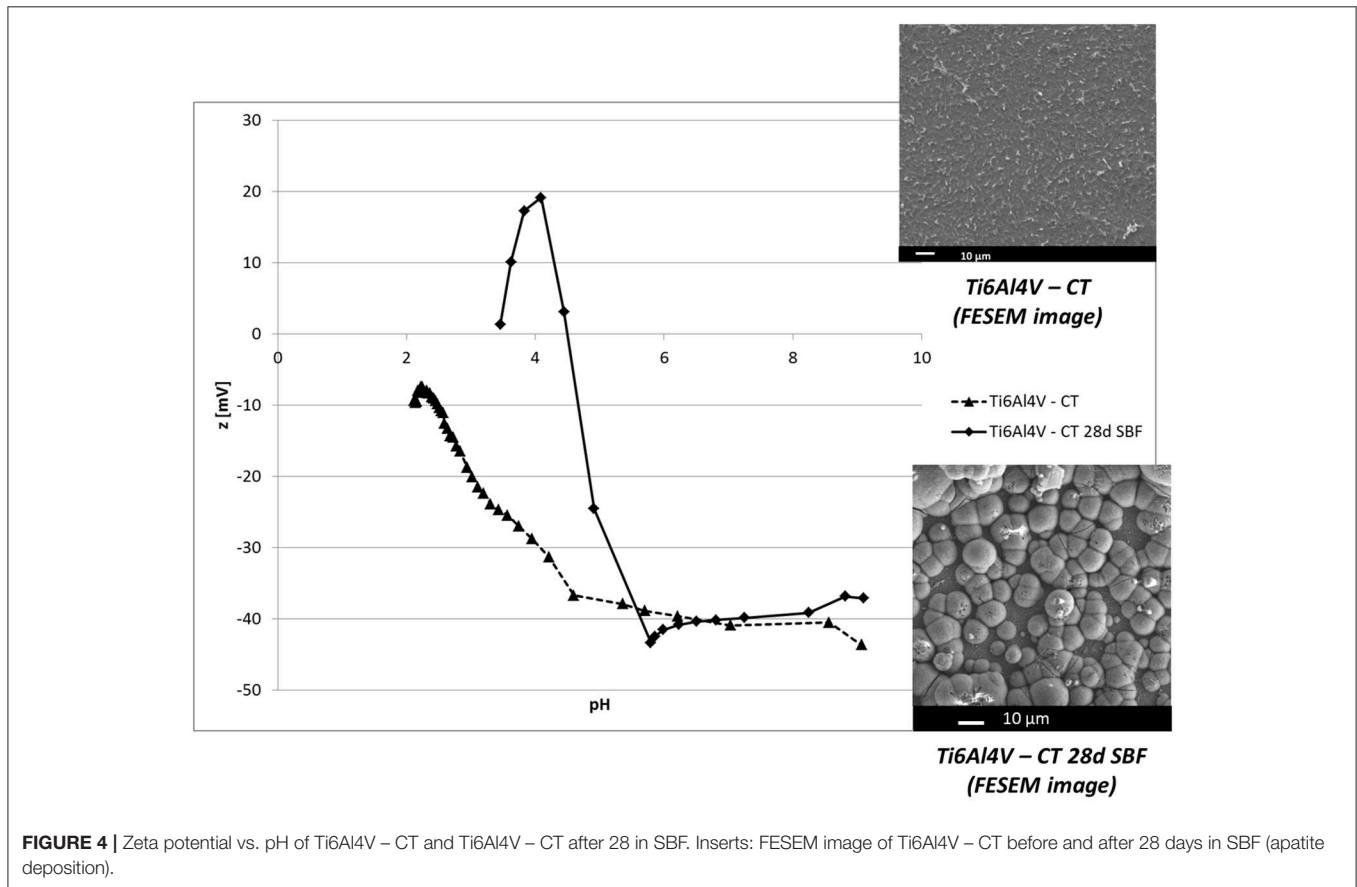 30
20
10
0
-10
-20
-30
-40
-50
0
2
4
6
8
10
z [mV]
pH
10 µm
Ti6Al4V – CT
(FESEM image)
Ti6Al4V - CT
Ti6Al4V - CT 28d SBF
10 µm
Ti6Al4V – CT 28d SBF
(FESEM image)
FIGURE 4 | Zeta potential vs. pH of Ti6Al4V – CT and Ti6Al4V – CT after 28 in SBF. Inserts: FESEM image of Ti6Al4V – CT before and after 28 days in SBF (apatite
deposition).